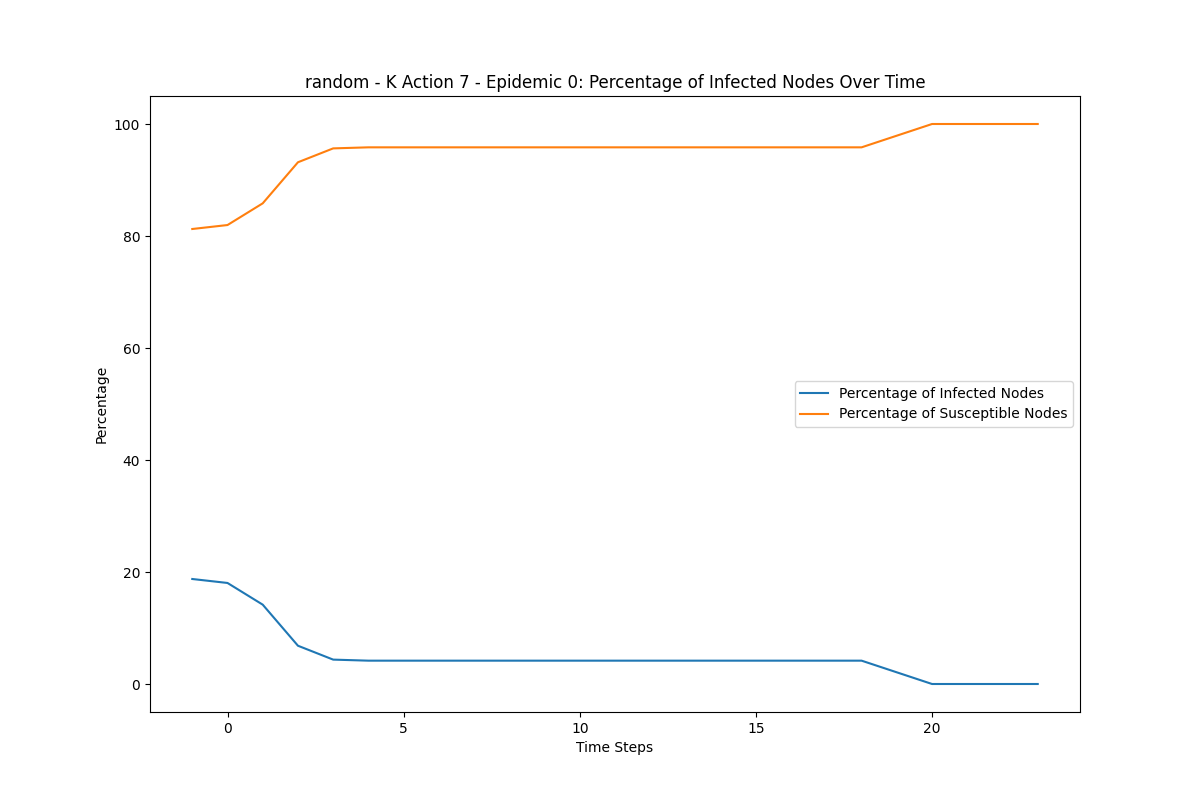 random - K Action 7 - Epidemic 0: Percentage of Infected Nodes Over Time
100
80
60
40
20
0
Percentage
Percentage of Infected Nodes
Percentage of Susceptible Nodes
0 5 10 15 20
Time Steps